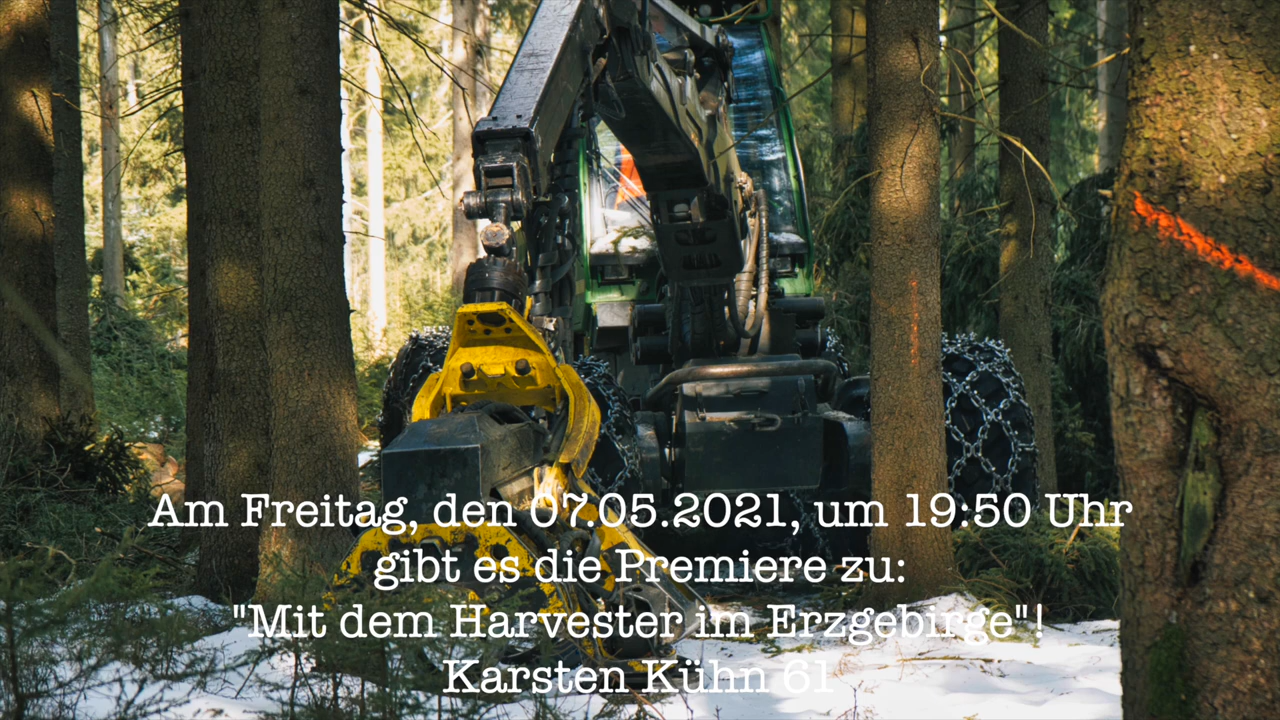 Am Freitag, den 07.05.2021, um 19:50 Uhr
gibt es die Premiere zu:
"Mit dem Harvester im Erzgebirge"!
Karsten Kühn 61